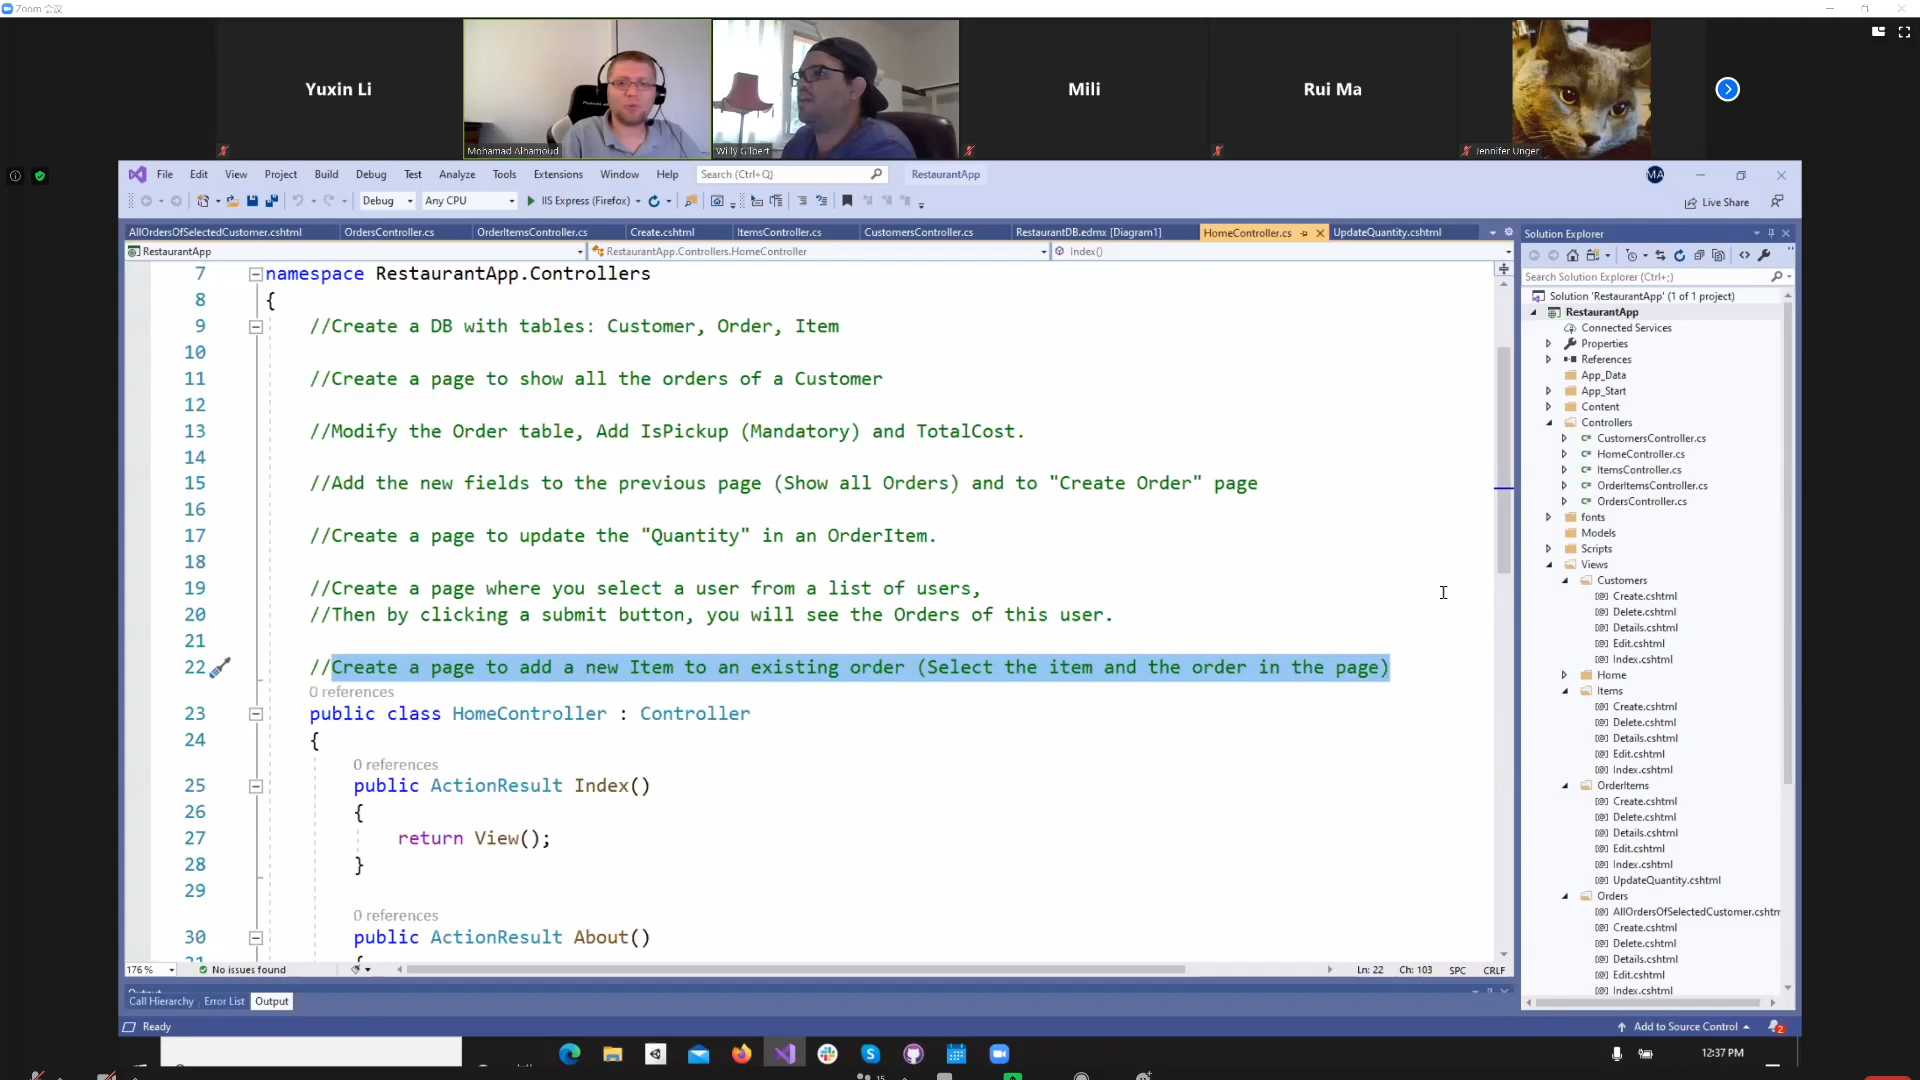 Zoom 会议
Yuxin Li
Mohamad Alhamoud
Willy Gilbert
Mili
Rui Ma
Jennifer Unger
File Edit View Project Build Debug Test Analyze Tools Extensions Window Help Search (Ctrl+Q) RestaurantApp MA
Debug Any CPU IIS Express (Firefox) Live Share
AllOrdersOfSelectedCustomer.cshtml OrdersController.cs OrderItemsController.cs Create.cshtml ItemsController.cs CustomersController.cs RestaurantDB.edmx [Diagram1] HomeController.cs UpdateQuantity.cshtml
RestaurantApp RestaurantApp.Controllers.HomeController Index()
7 namespace RestaurantApp.Controllers
8 {
9 //Create a DB with tables: Customer, Order, Item
10
11 //Create a page to show all the orders of a Customer
12
13 //Modify the Order table, Add IsPickup (Mandatory) and TotalCost.
14
15 //Add the new fields to the previous page (Show all Orders) and to "Create Order" page
16
17 //Create a page to update the "Quantity" in an OrderItem.
18
19 //Create a page where you select a user from a list of users,
20 //Then by clicking a submit button, you will see the Orders of this user.
21
22 //Create a page to add a new Item to an existing order (Select the item and the order in the page)
0 references
23 public class HomeController : Controller
24 {
0 references
25 public ActionResult Index()
26 {
27 return View();
28 }
29
0 references
30 public ActionResult About()
31 {
176 % No issues found Ln: 22 Ch: 103 SPC CRLF
Output
Call Hierarchy Error List Output
Ready Add to Source Control 2
Solution Explorer
Search Solution Explorer (Ctrl+;)
Solution 'RestaurantApp' (1 of 1 project)
RestaurantApp
Connected Services
Properties
References
App_Data
App_Start
Content
Controllers
CustomersController.cs
HomeController.cs
ItemsController.cs
OrderItemsController.cs
OrdersController.cs
fonts
Models
Scripts
Views
Customers
Create.cshtml
Delete.cshtml
Details.cshtml
Edit.cshtml
Index.cshtml
Home
Items
Create.cshtml
Delete.cshtml
Details.cshtml
Edit.cshtml
Index.cshtml
OrderItems
Create.cshtml
Delete.cshtml
Details.cshtml
Edit.cshtml
Index.cshtml
UpdateQuantity.cshtml
Orders
AllOrdersOfSelectedCustomer.cshtm
Create.cshtml
Delete.cshtml
Details.cshtml
Edit.cshtml
Index.cshtml
12:37 PM
15